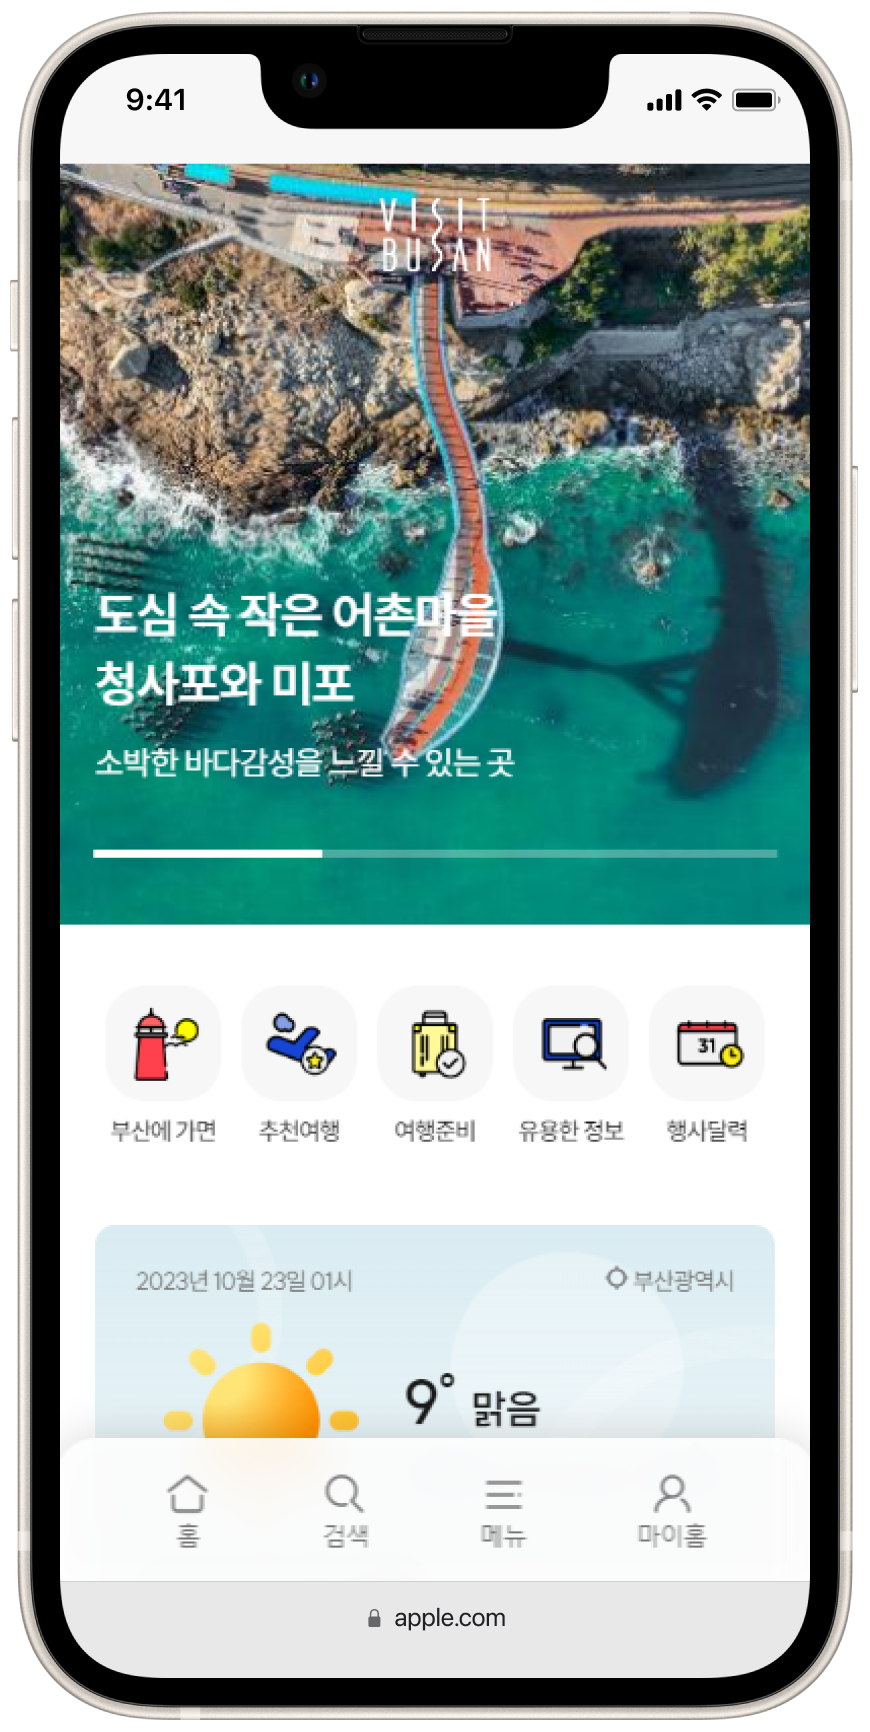 9:41
VISIT
BUSAN
도심 속 작은 어촌마을
청사포와 미포
소박한 바다감성을 느낄 수 있는 곳
31
부산에 가면
추천여행
여행준비
유용한 정보
행사달력
2023년 10월 23일 01시
부산광역시
9° 맑음
홈
검색
메뉴
마이홈
apple.com